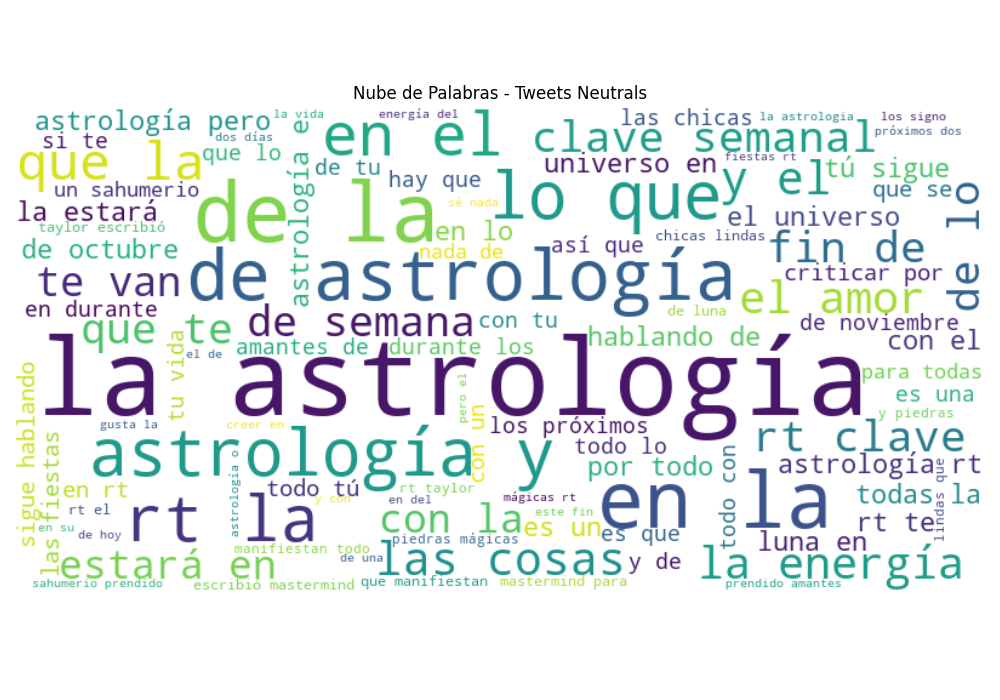 Nube de Palabras - Tweets Neutrals
astrología pero
la vida
energía del
en el
clave semanal
las chicas
la astrologia
los signo
próximos dos
si te
dos días
que la
que lo
astrología e
de tu
hay que
universo en
fiestas rt
y el
tú sigue
un sahumerio
que se
de la
sé nada
lo que
la estará
el universo
de lo
taylor escribió
en lo
chicas lindas
de octubre
nada de
así que
fin de
te van
de astrología
criticar por
el amor
en durante
de semana
con tu
de luna
de noviembre
que te
hablando de
con el
amantes de
durante los
el de
tu vida
la astrología
pero el
para todas
es una
sigue hablando
gusta la
creer en
con un
y piedras
los próximos
rt clave
astrología y
todo lo
las fiestas
astrología o
por todo
todo con
astrología rt
lindas que
en rt
todo tú
rt taylor
en la
y con
en del
mágicas rt
todas la
rt el
rt la
con la
este fin
rt te
en su
es un
es que
de hoy
piedras mágicas
luna en
manifiestan todo
estará en
de una
las cosas
y de
la energía
sahumerio prendido
escribió mastermind
que manifiestan
mastermind para
prendido amantes